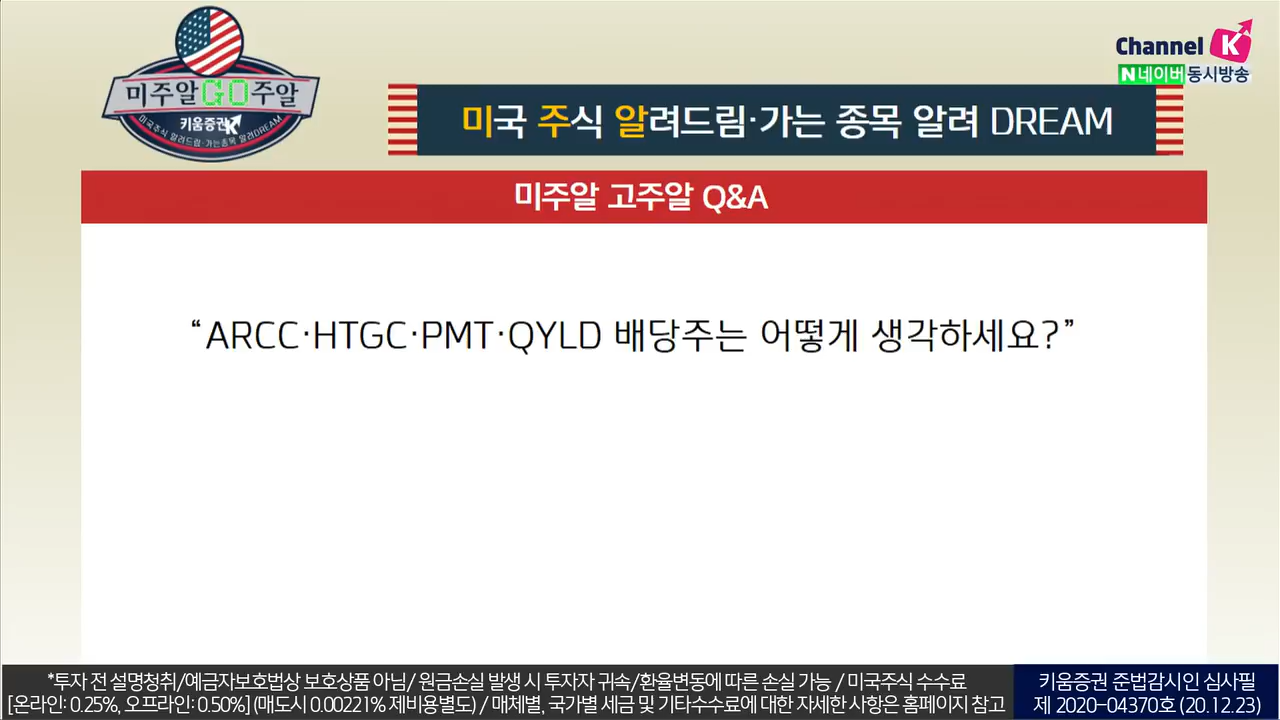 미주알GO주알
키움증권
미국주식 알려드림·가는종목 알려DREAM
Channel K
N네이버 동시방송
미국 주식 알려드림·가는 종목 알려 DREAM
미주알 고주알 Q&A
“ARCC·HTGC·PMT·QYLD 배당주는 어떻게 생각하세요?”
*투자 전 설명청취/예금자보호법상 보호상품 아님/ 원금손실 발생 시 투자자 귀속/환율변동에 따른 손실 가능 / 미국주식 수수료
[온라인: 0.25%, 오프라인: 0.50%] (매도시 0.00221% 제비용별도) / 매체별, 국가별 세금 및 기타수수료에 대한 자세한 사항은 홈페이지 참고
키움증권 준법감시인 심사필
제 2020-04370호 (20.12.23)